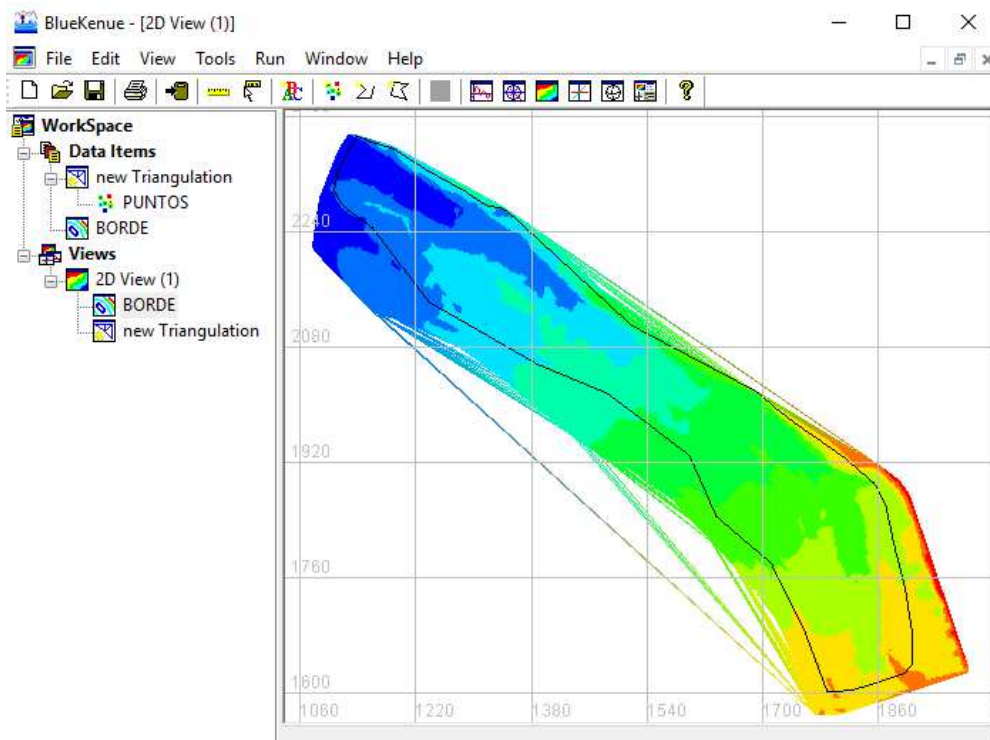 BlueKenue - [2D View (1)]
File Edit View Tools Run Window Help
WorkSpace
Data Items
new Triangulation
PUNTOS
BORDE
Views
2D View (1)
BORDE
new Triangulation
2240
2080
1920
1760
1600
1060 1220 1380 1540 1700 1860